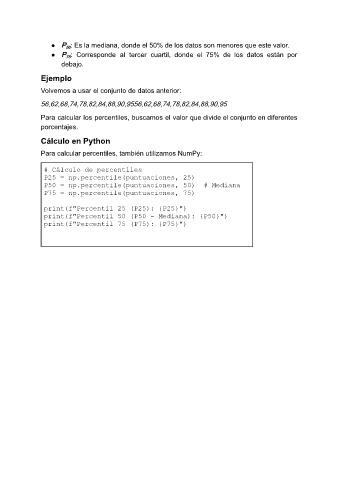 ● P50: Es la mediana, donde el 50% de los datos son menores que este valor.
● P75: Corresponde al tercer cuartil, donde el 75% de los datos están por
debajo.
Ejemplo
Volvemos a usar el conjunto de datos anterior:
56,62,68,74,78,82,84,88,90,9556,62,68,74,78,82,84,88,90,95
Para calcular los percentiles, buscamos el valor que divide el conjunto en diferentes
porcentajes.
Cálculo en Python
Para calcular percentiles, también utilizamos NumPy:
# Cálculo de percentiles
P25 = np.percentile(puntuaciones, 25)
P50 = np.percentile(puntuaciones, 50) # Mediana
P75 = np.percentile(puntuaciones, 75)
print(f"Percentil 25 (P25): {P25}")
print(f"Percentil 50 (P50 - Mediana): {P50}")
print(f"Percentil 75 (P75): {P75}")